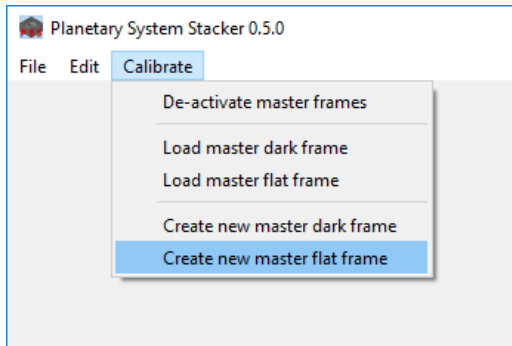 Planetary System Stacker 0.5.0
File Edit Calibrate
De-activate master frames
Load master dark frame
Load master flat frame
Create new master dark frame
Create new master flat frame